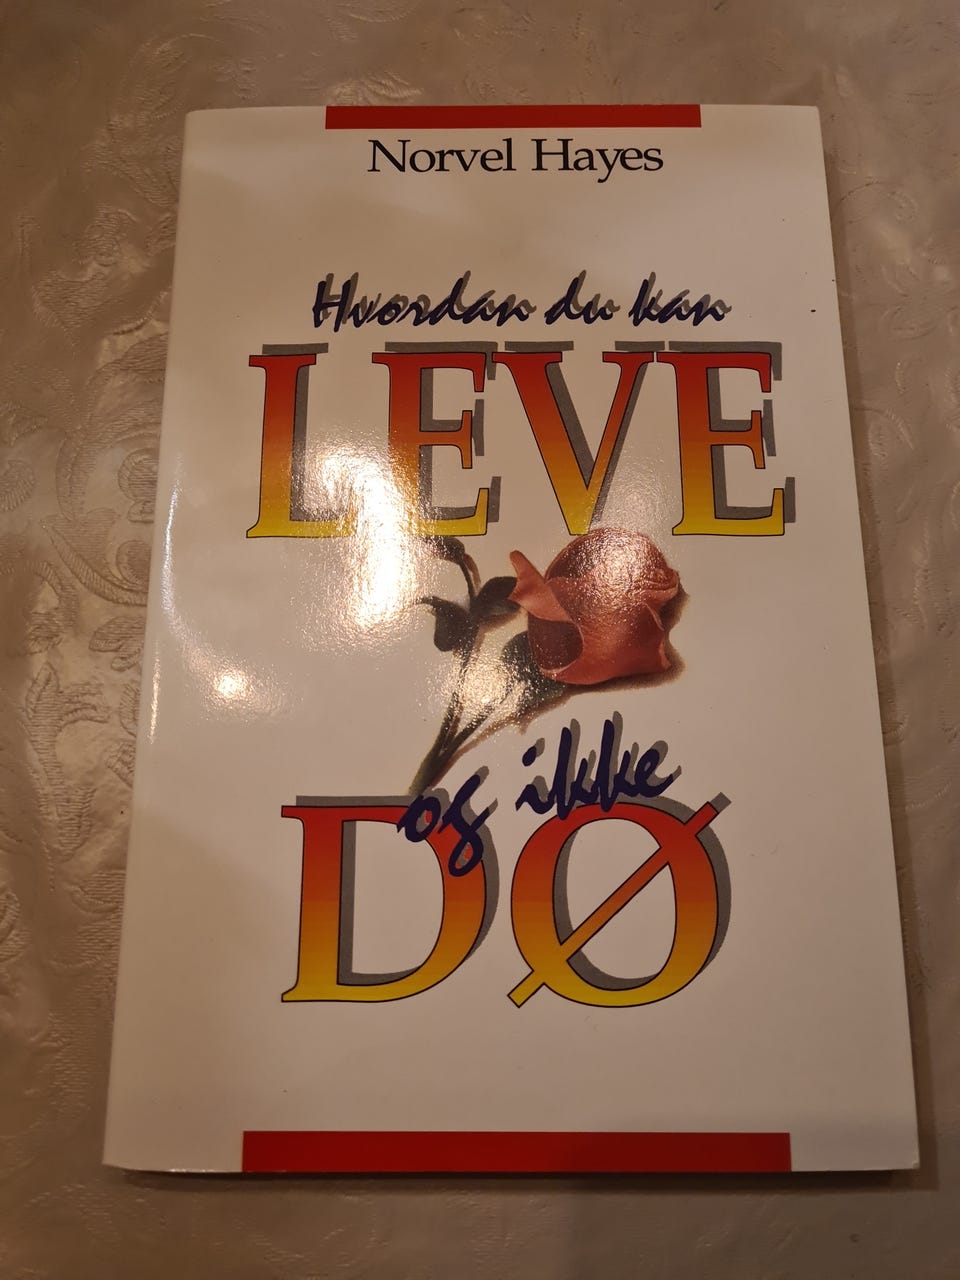 Norvel Hayes
Hvordan du kan
LEVE
og ikke
DØ